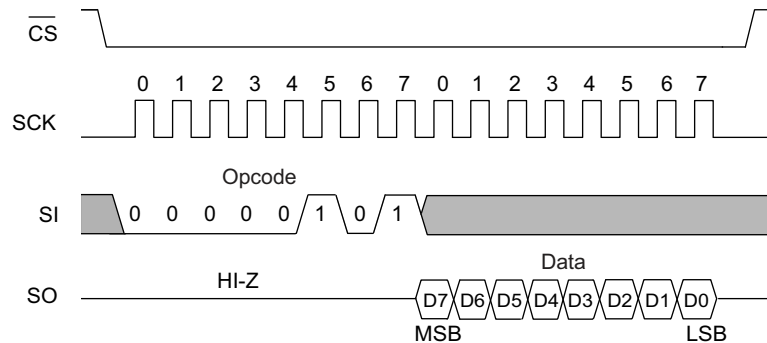 CS
0 1 2 3 4 5 6 7 0 1 2 3 4 5 6 7
SCK
Opcode
SI 0 0 0 0 0 1 0 1
Data
HI-Z
SO D7 D6 D5 D4 D3 D2 D1 D0
MSB LSB